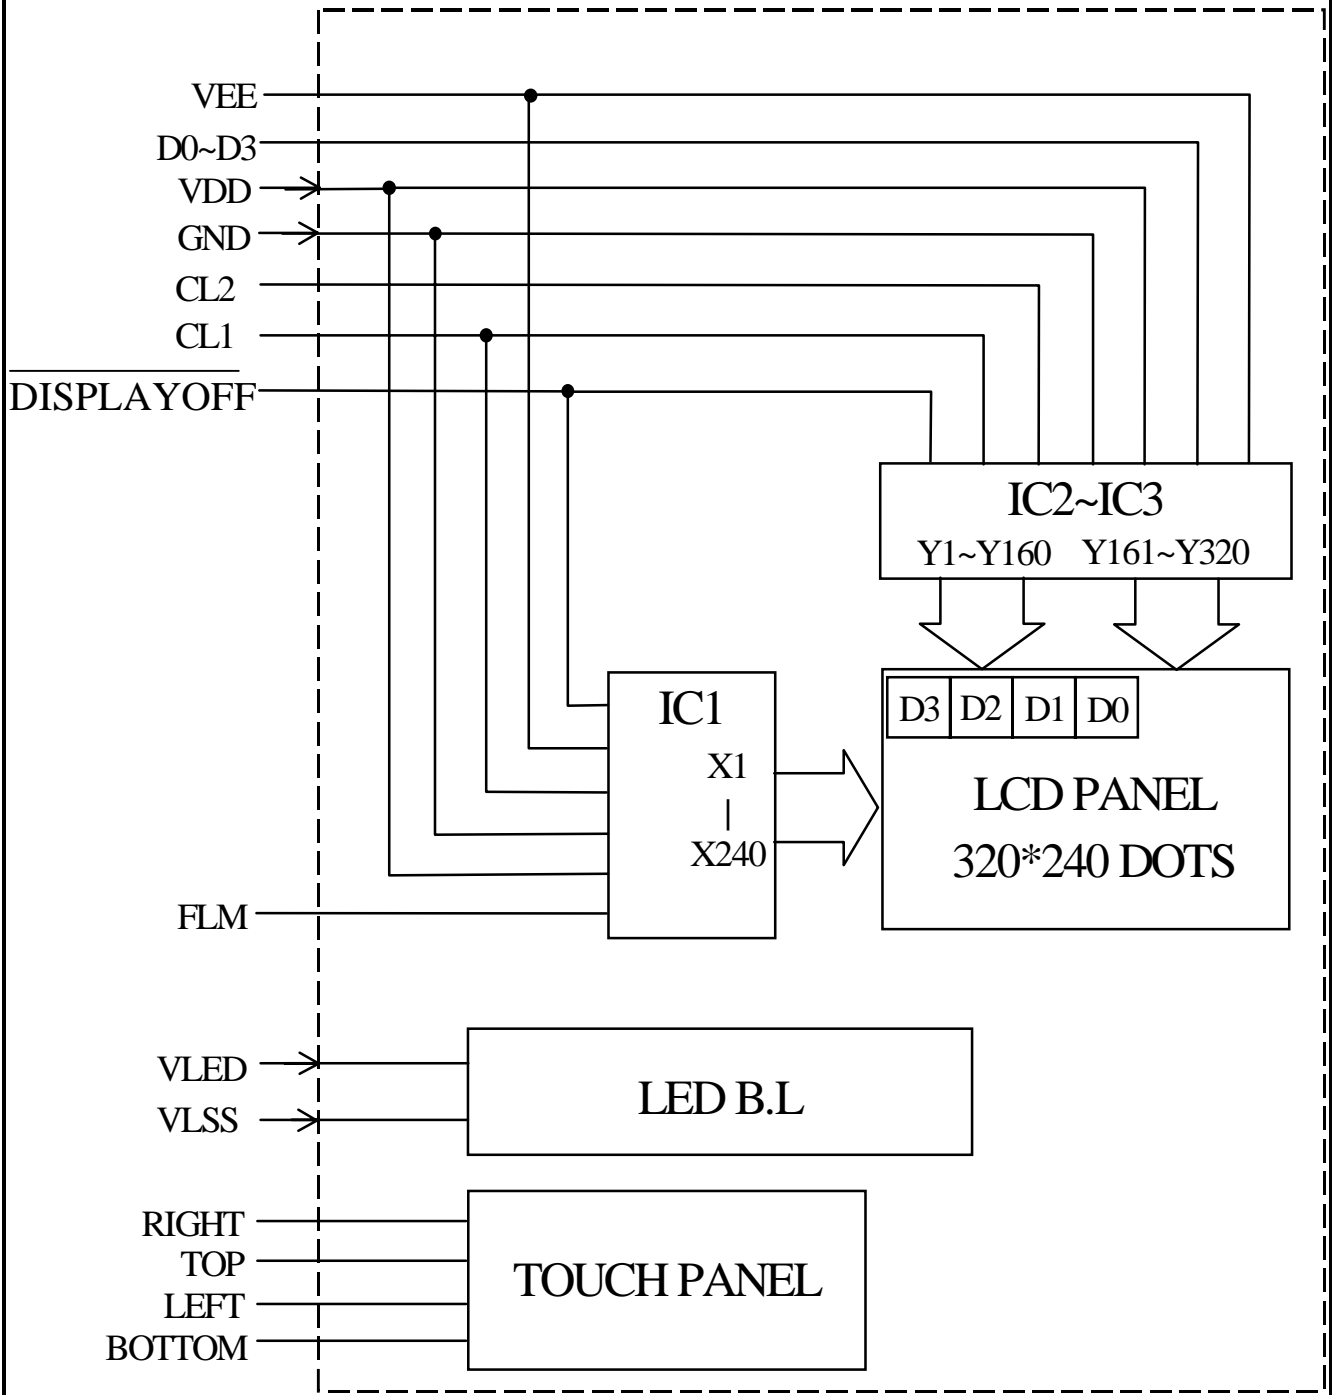 VEE
D0~D3
VDD
GND
CL2
CL1
DISPLAYOFF
IC2~IC3
Y1~Y160 Y161~Y320
IC1
X1
X240
D3 D2 D1 D0
LCD PANEL
320*240 DOTS
FLM
VLED
VLSS
LED B.L
RIGHT
TOP
LEFT
BOTTOM
TOUCH PANEL